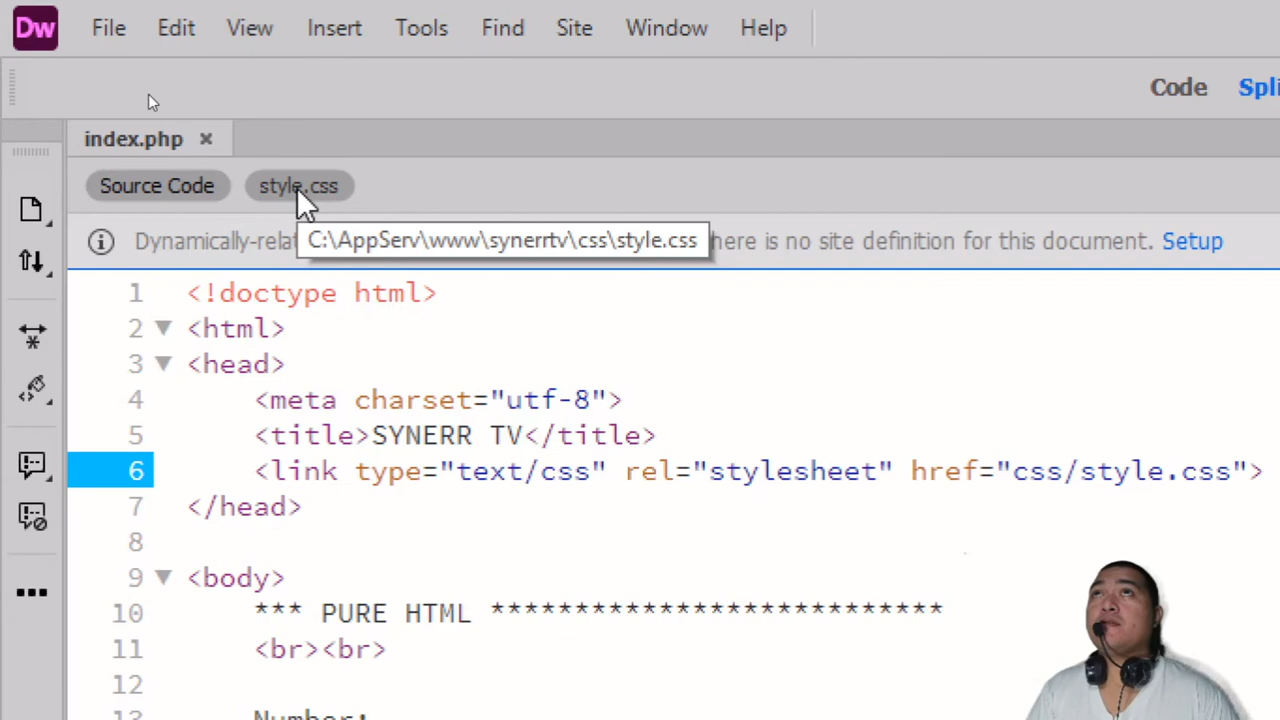 Dw File Edit View Insert Tools Find Site Window Help
Code Spli
index.php ×
Source Code style.css
Dynamically-rela C:\AppServ\www\synerrtv\css\style.css here is no site definition for this document. Setup
1 <!doctype html>
2 <html>
3 <head>
4 <meta charset="utf-8">
5 <title>SYNERR TV</title>
6 <link type="text/css" rel="stylesheet" href="css/style.css">
7 </head>
8
9 <body>
10 *** PURE HTML ***************************
11 <br><br>
12
13 Number: